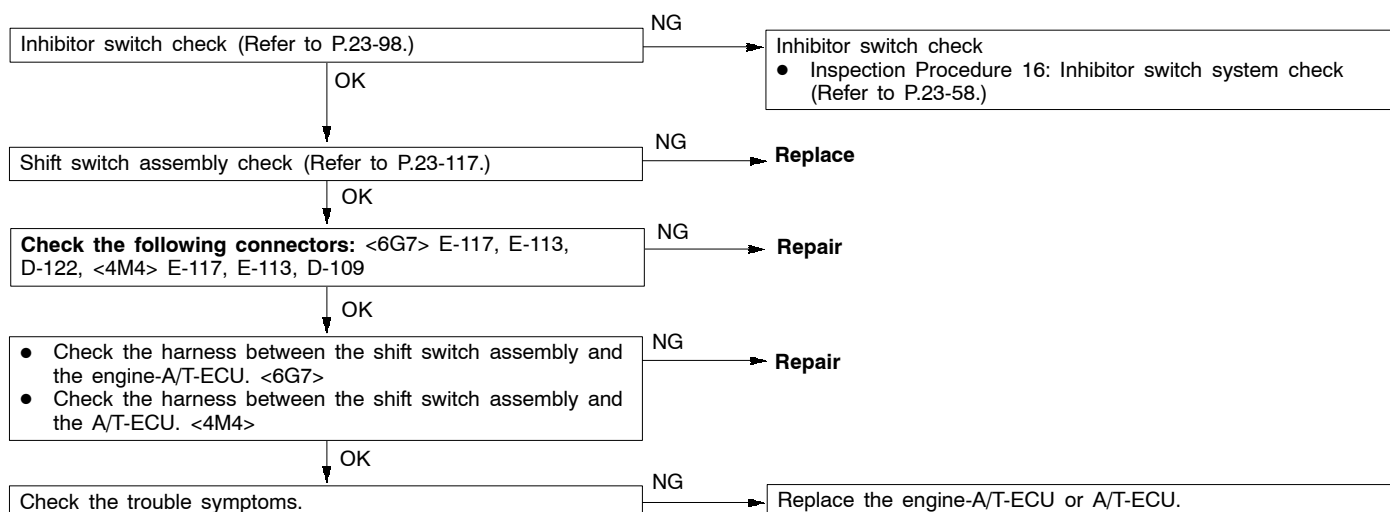 NG
Inhibitor switch check (Refer to P.23-98.)
Inhibitor switch check
● Inspection Procedure 16: Inhibitor switch system check
(Refer to P.23-58.)
OK
NG
Shift switch assembly check (Refer to P.23-117.)
Replace
OK
NG
Check the following connectors: <6G7> E-117, E-113,
D-122, <4M4> E-117, E-113, D-109
Repair
OK
NG
● Check the harness between the shift switch assembly and
the engine-A/T-ECU. <6G7>
● Check the harness between the shift switch assembly and
the A/T-ECU. <4M4>
Repair
OK
NG
Check the trouble symptoms.
Replace the engine-A/T-ECU or A/T-ECU.